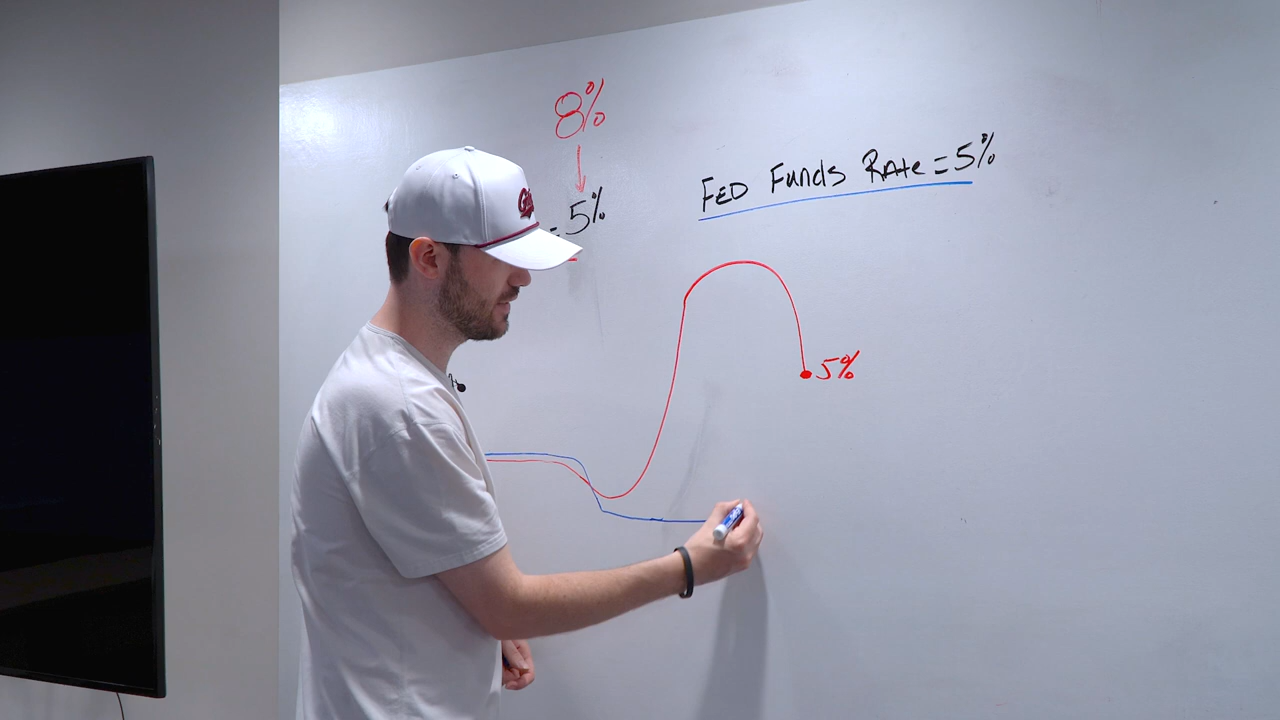 8%
= 5%
FED Funds Rate = 5%
5%